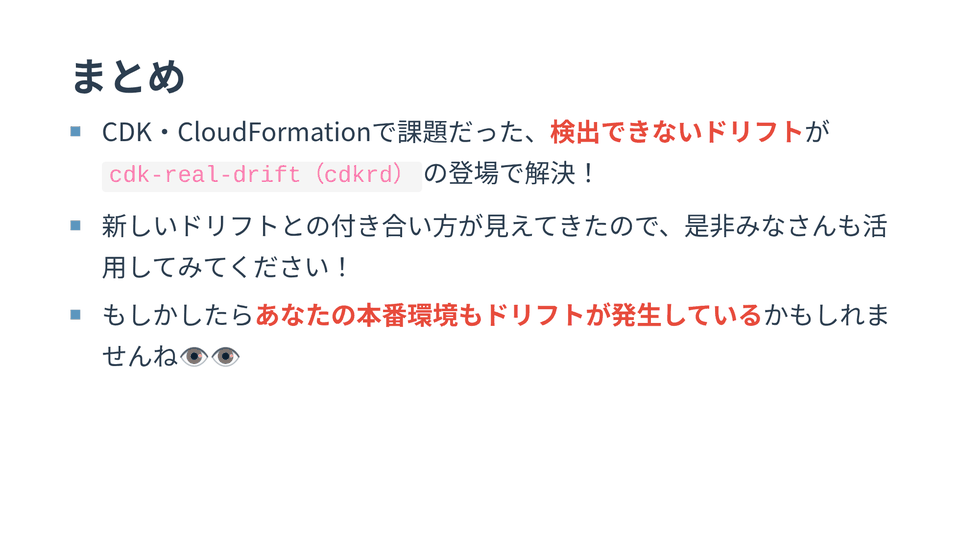 まとめ
CDK・CloudFormationで課題だった、検出できないドリフトが
cdk-real-drift（cdkrd）の登場で解決！
新しいドリフトとの付き合い方が見えてきたので、是非みなさんも活
用してみてください！
もしかしたらあなたの本番環境もドリフトが発生しているかもしれま
せんね👁️👁️